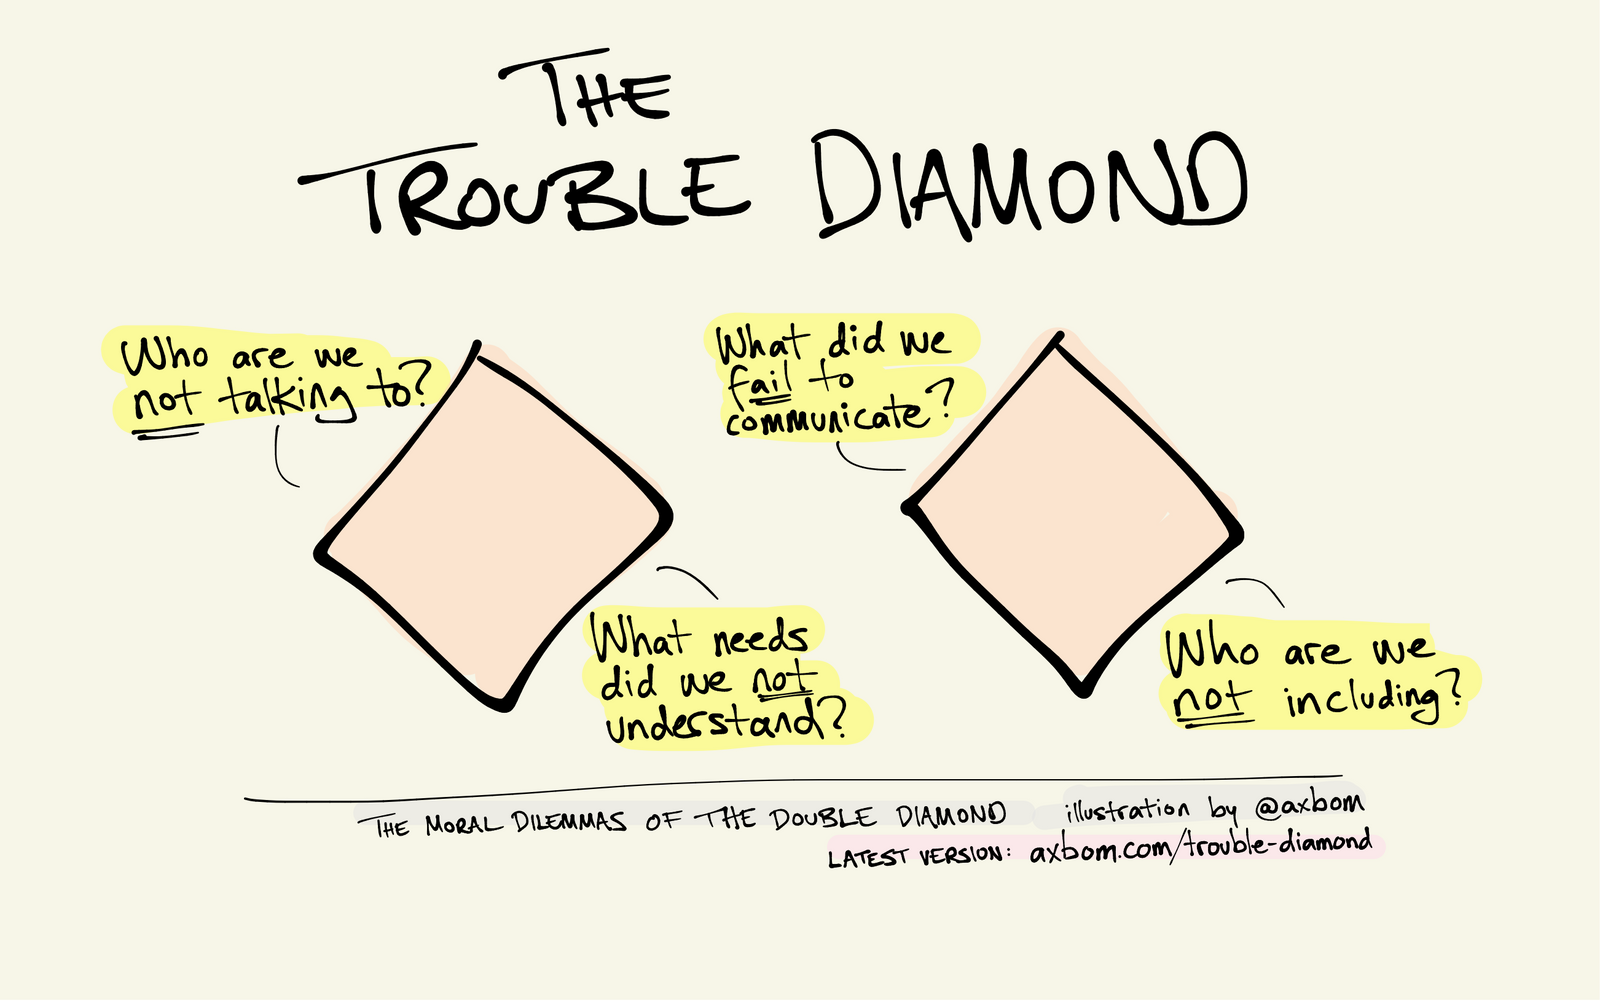 THE
TROUBLE DIAMOND
Who are we
not talking to?
What did we
fail to
communicate?
What needs
did we not
understand?
Who are we
not including?
THE MORAL DILEMMAS OF THE DOUBLE DIAMOND
illustration by @axbom
LATEST VERSION: axbom.com/trouble-diamond